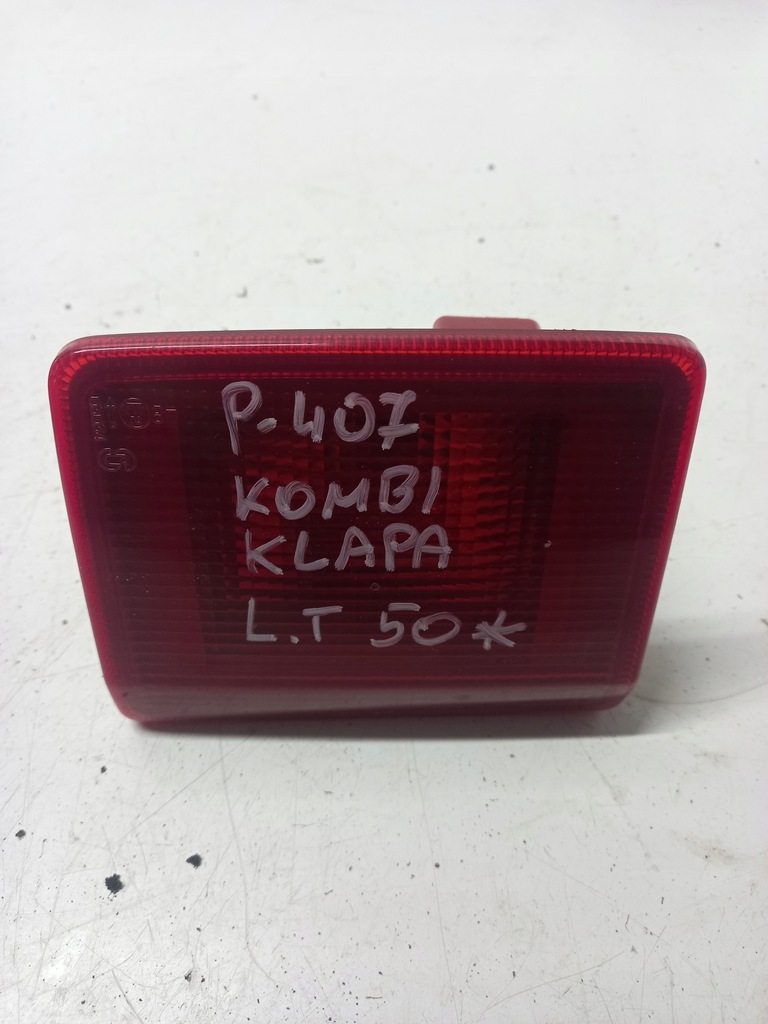 P.407
KOMBI
KLAPA
L.T 50*